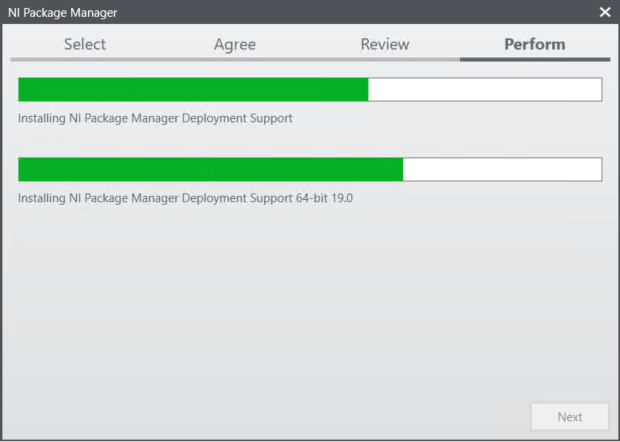 NI Package Manager
Select Agree Review Perform
Installing NI Package Manager Deployment Support
Installing NI Package Manager Deployment Support 64-bit 19.0
Next